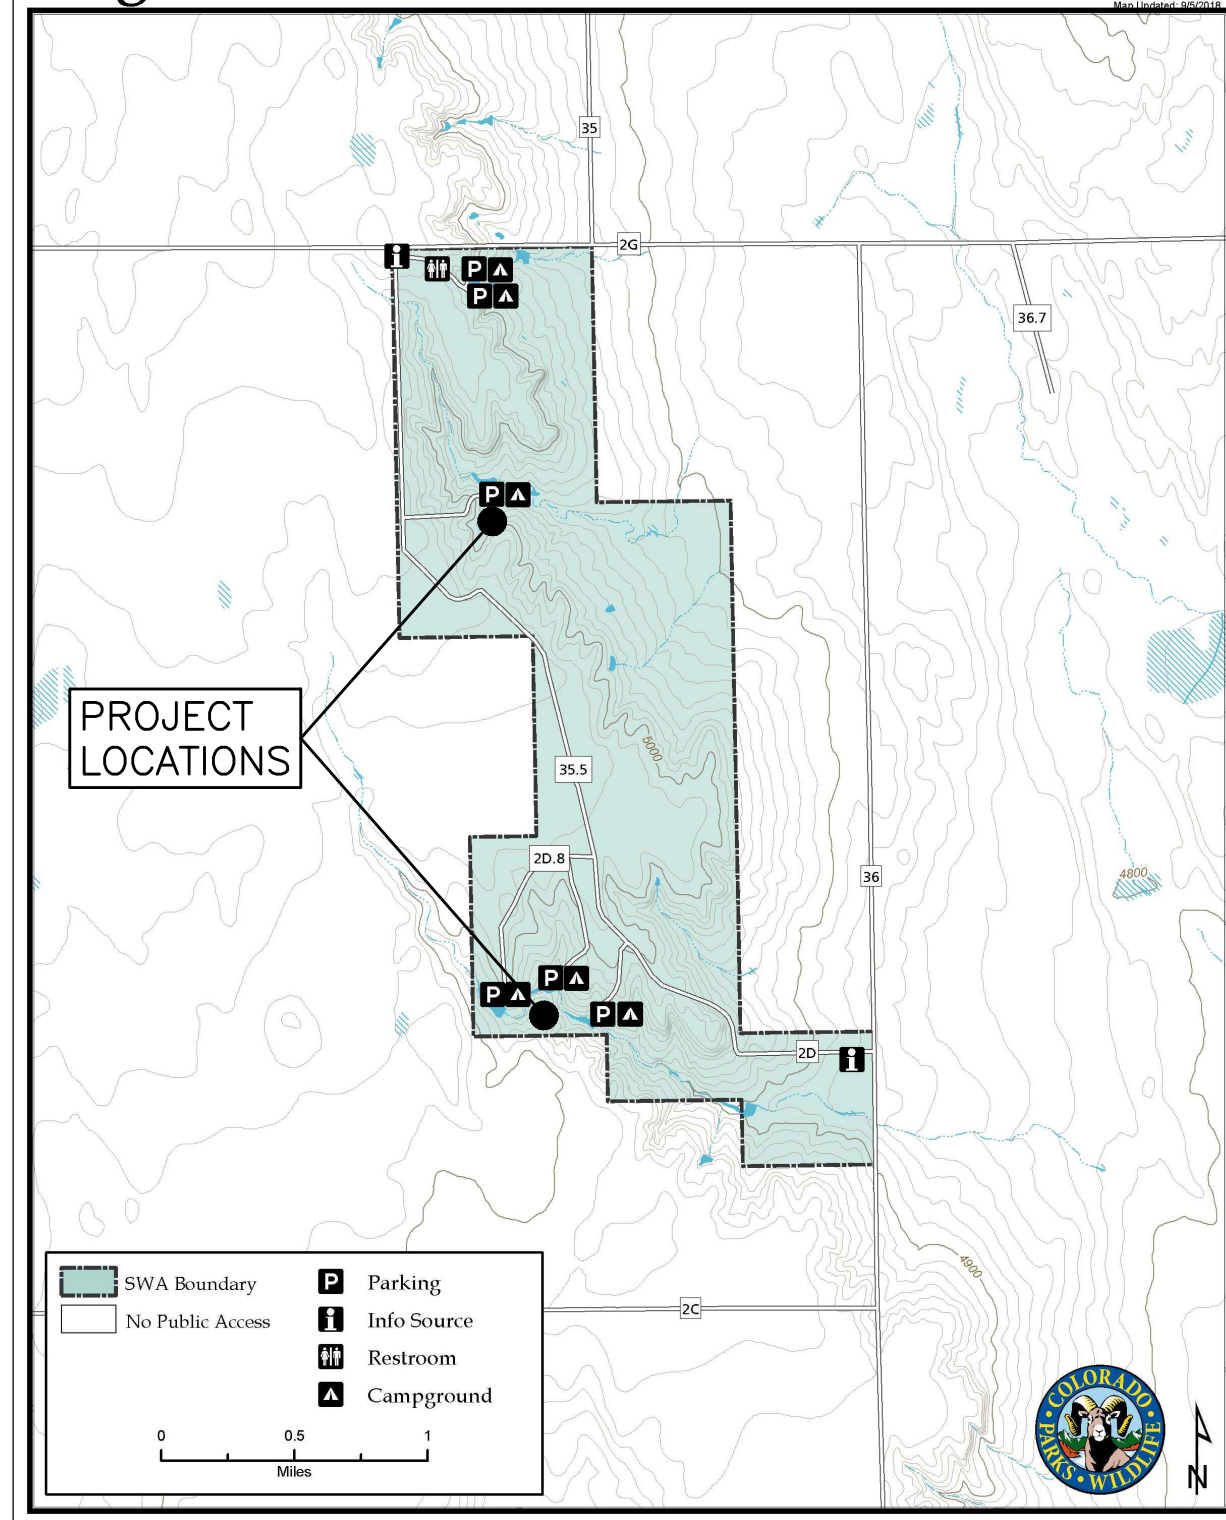 Map Updated: 9/5/2018
35
2G
36.7
PROJECT
LOCATIONS
5000
35.5
2D.8
36
4800
2D
4900
2C
SWA Boundary
No Public Access
P Parking
i Info Source
Restroom
Campground
0 0.5 1
Miles
COLORADO
PARKS • WILDLIFE
N
P
P
P
P
P
P
i
i